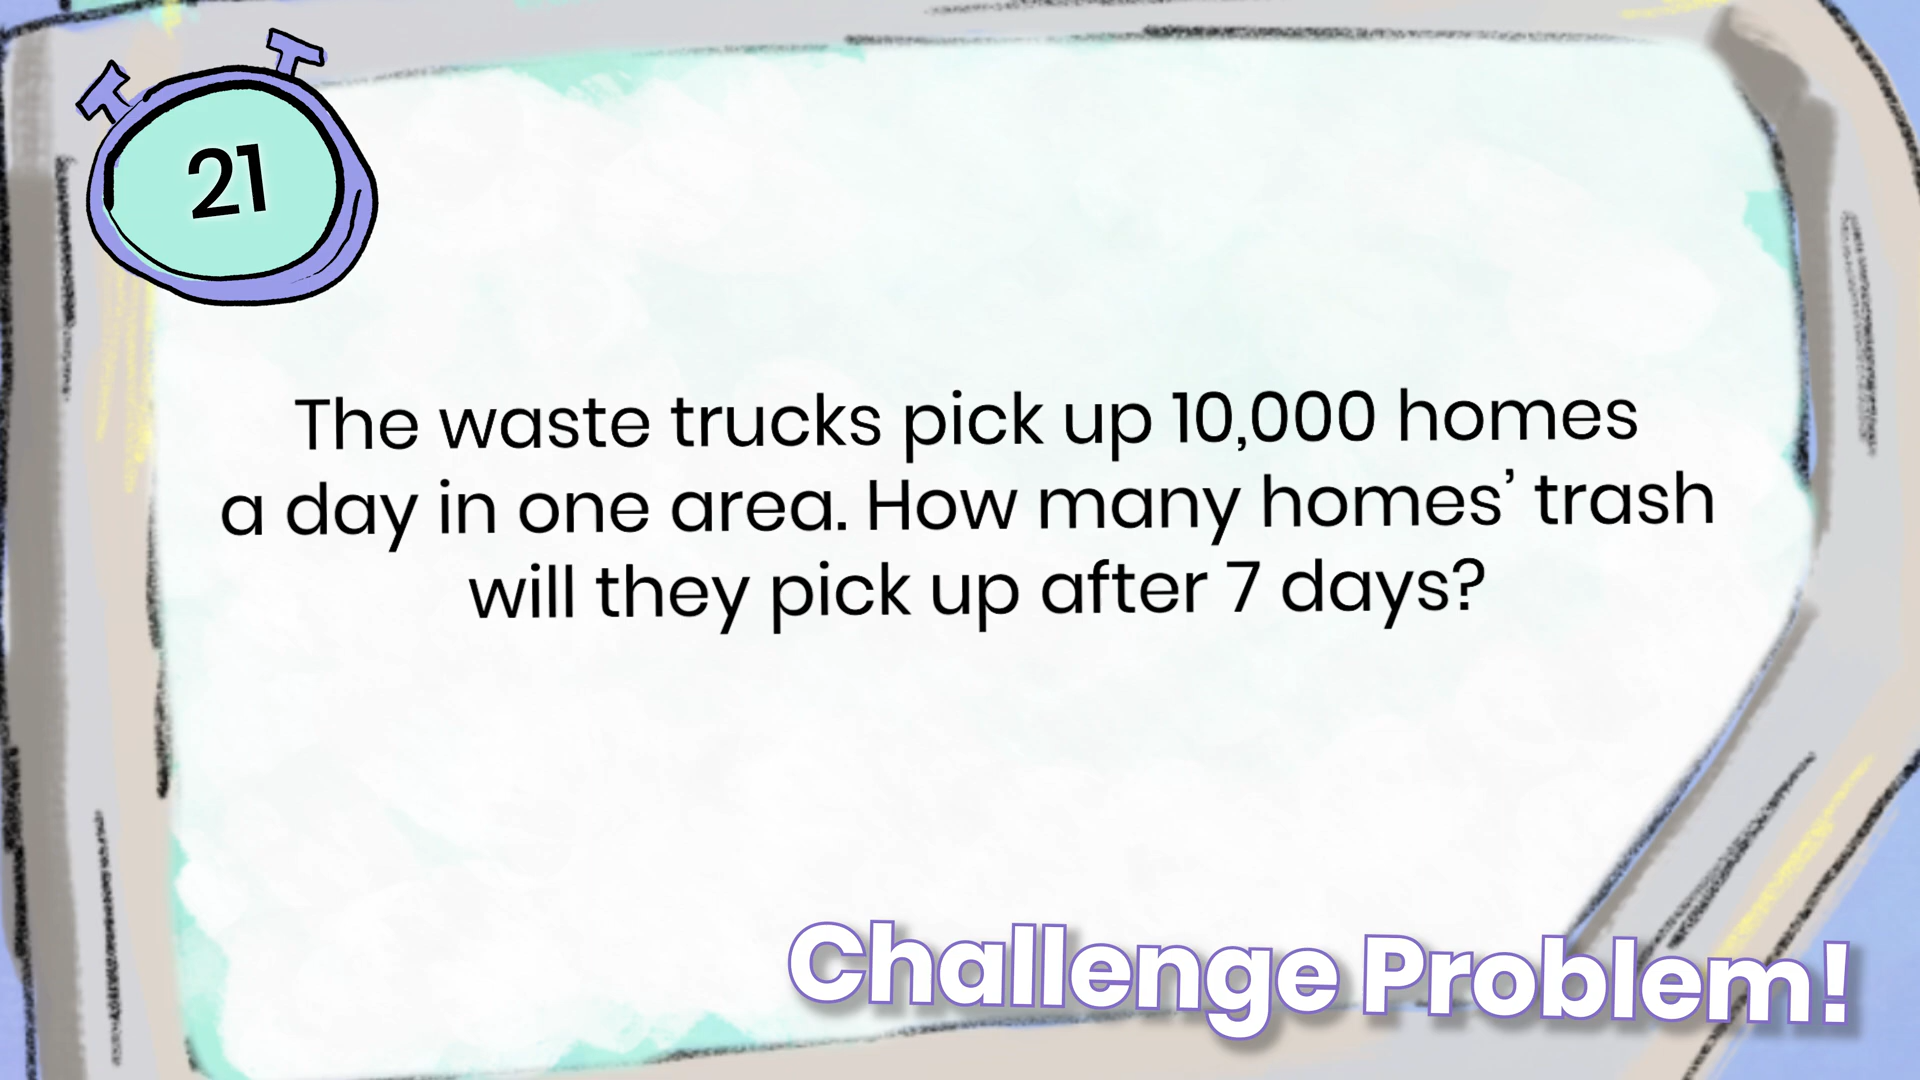 21
The waste trucks pick up 10,000 homes
a day in one area. How many homes’ trash
will they pick up after 7 days?
Challenge Problem!